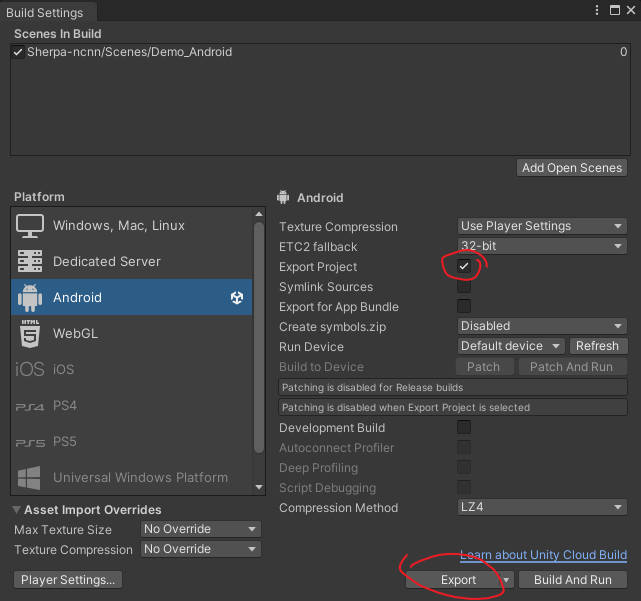 Build Settings
Scenes In Build
Sherpa-ncnn/Scenes/Demo_Android 0
Add Open Scenes
Platform
Windows, Mac, Linux
Dedicated Server
Android
HTML 5 WebGL
iOS iOS
PS4 PS4
PS5 PS5
Universal Windows Platform
Android
Texture Compression Use Player Settings
ETC2 fallback 32-bit
Export Project
Symlink Sources
Export for App Bundle
Create symbols.zip Disabled
Run Device Default device Refresh
Build to Device Patch Patch And Run
Patching is disabled for Release builds
Patching is disabled when Export Project is selected
Development Build
Autoconnect Profiler
Deep Profiling
Script Debugging
Compression Method LZ4
Asset Import Overrides
Max Texture Size No Override
Texture Compression No Override
Learn about Unity Cloud Build
Player Settings... Export Build And Run